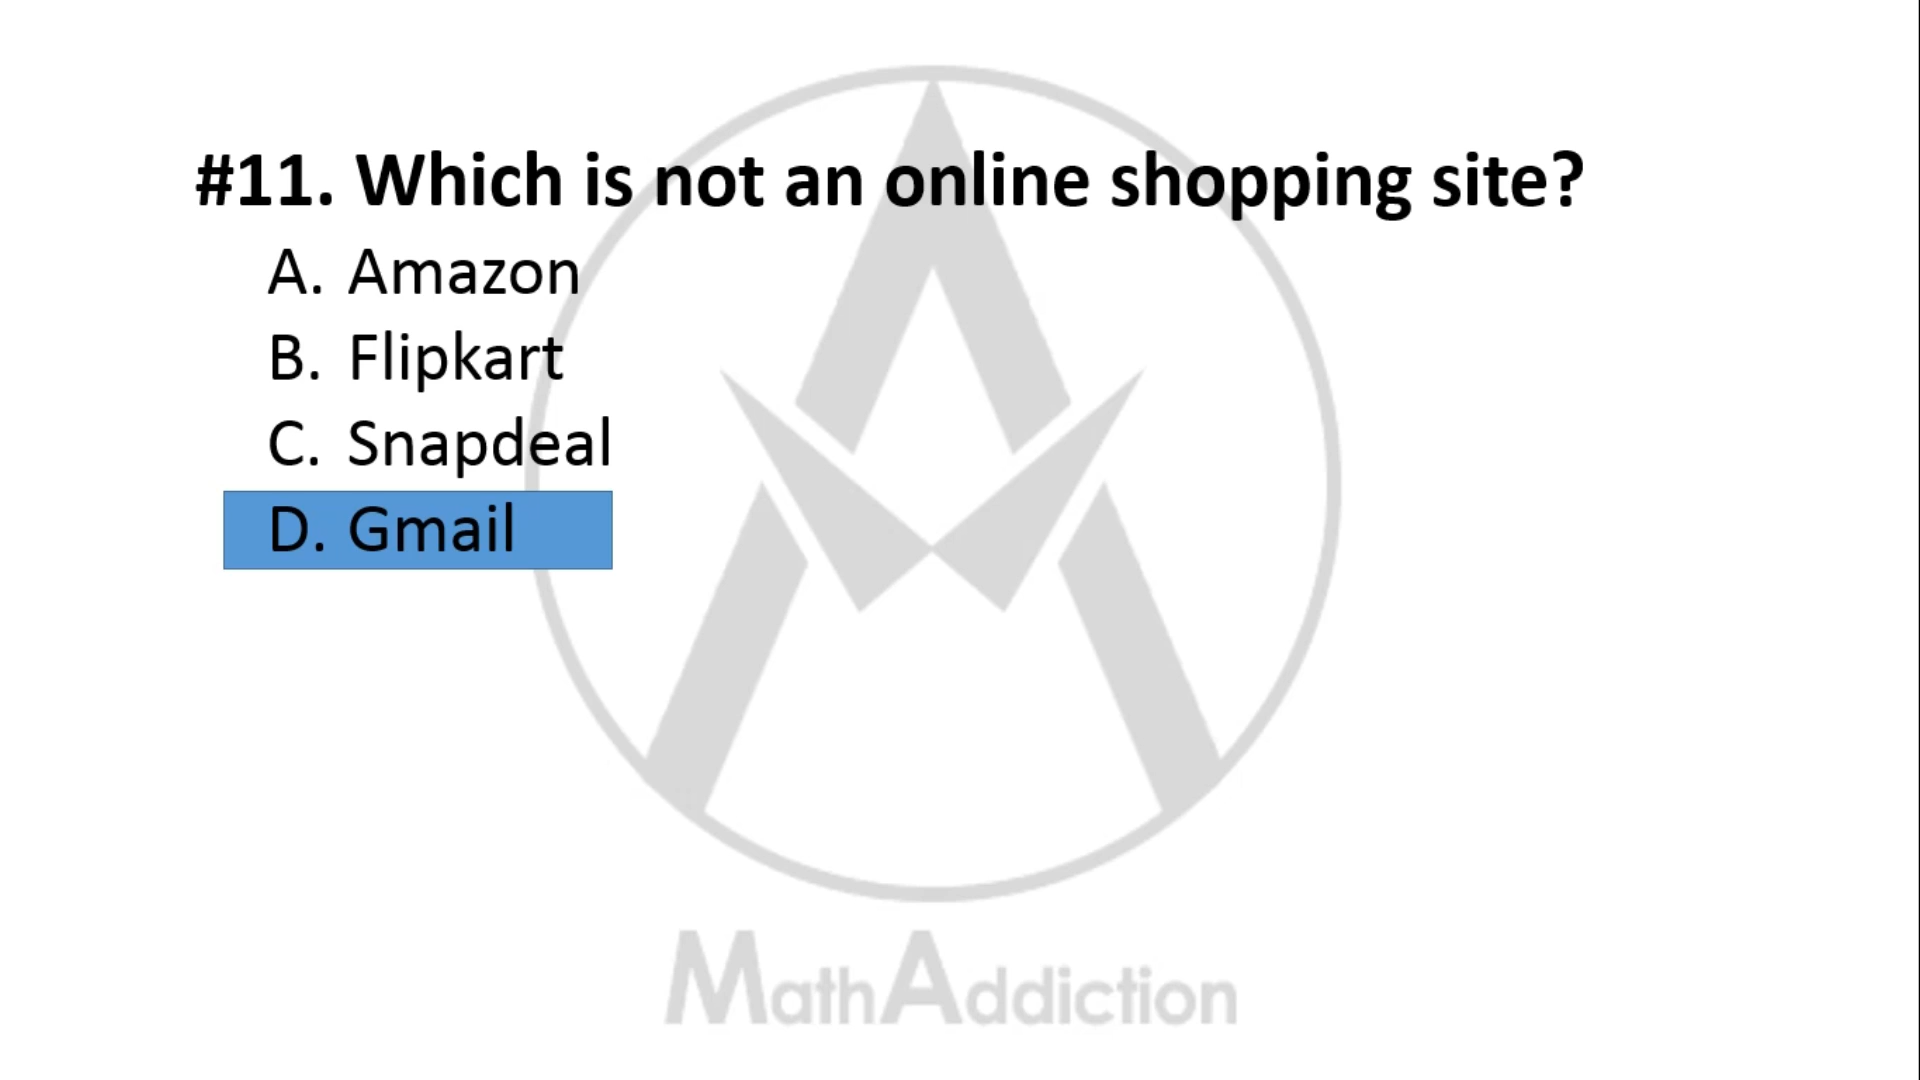 #11. Which is not an online shopping site?
A. Amazon
B. Flipkart
C. Snapdeal
D. Gmail
MathAddiction